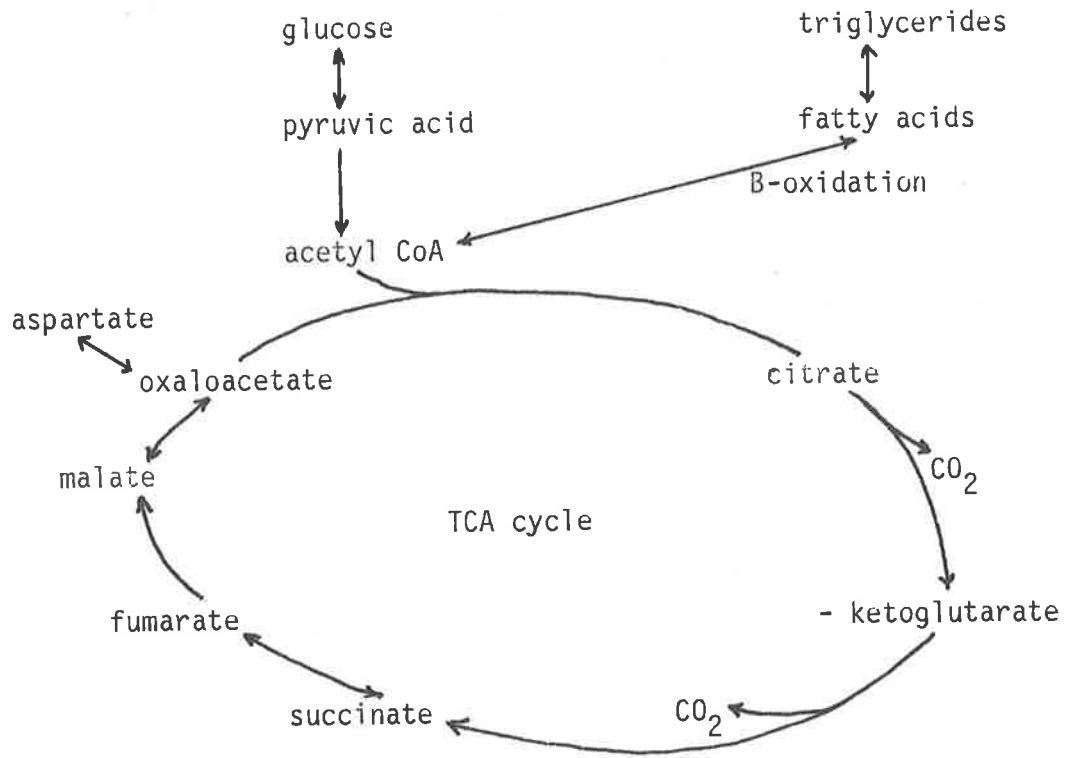 glucose
triglycerides
pyruvic acid
fatty acids
B-oxidation
acetyl CoA
aspartate
oxaloacetate
citrate
malate
CO2
TCA cycle
fumarate
- ketoglutarate
succinate
CO2